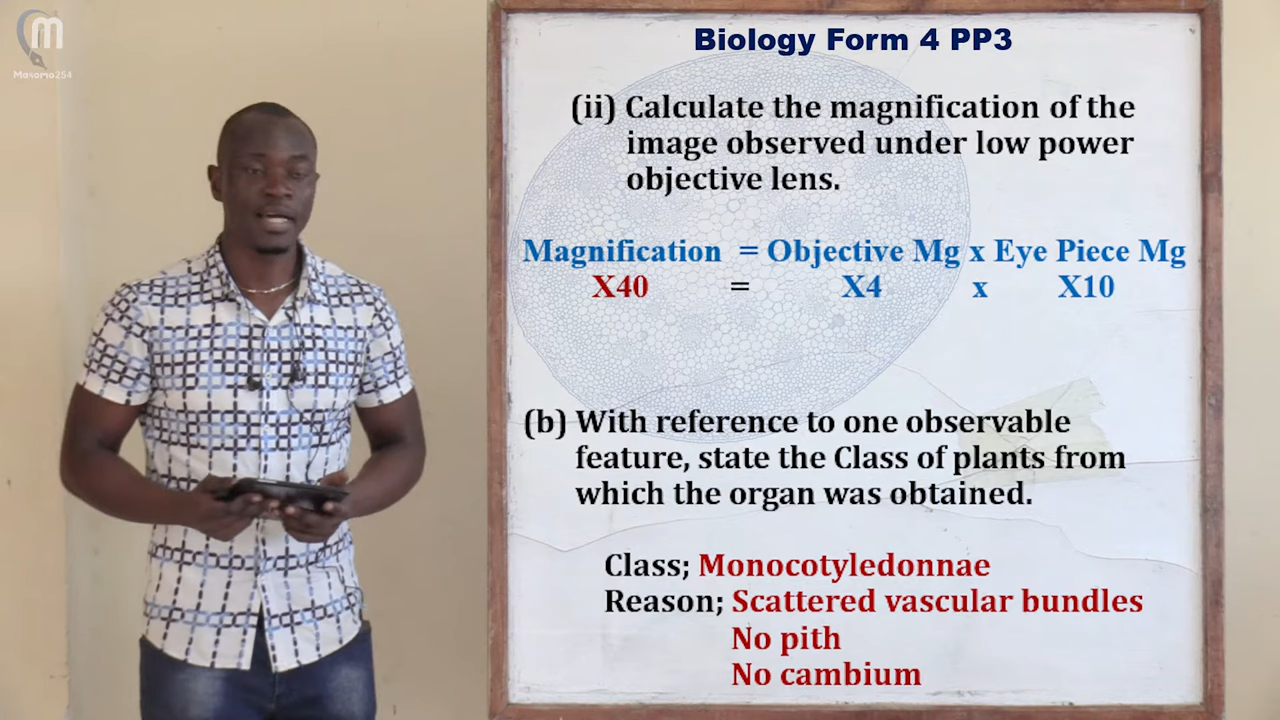 m
Masomo254
Biology Form 4 PP3
(ii) Calculate the magnification of the
image observed under low power
objective lens.
Magnification = Objective Mg x Eye Piece Mg
X40 = X4 x X10
(b) With reference to one observable
feature, state the Class of plants from
which the organ was obtained.
Class; Monocotyledonnae
Reason; Scattered vascular bundles
No pith
No cambium